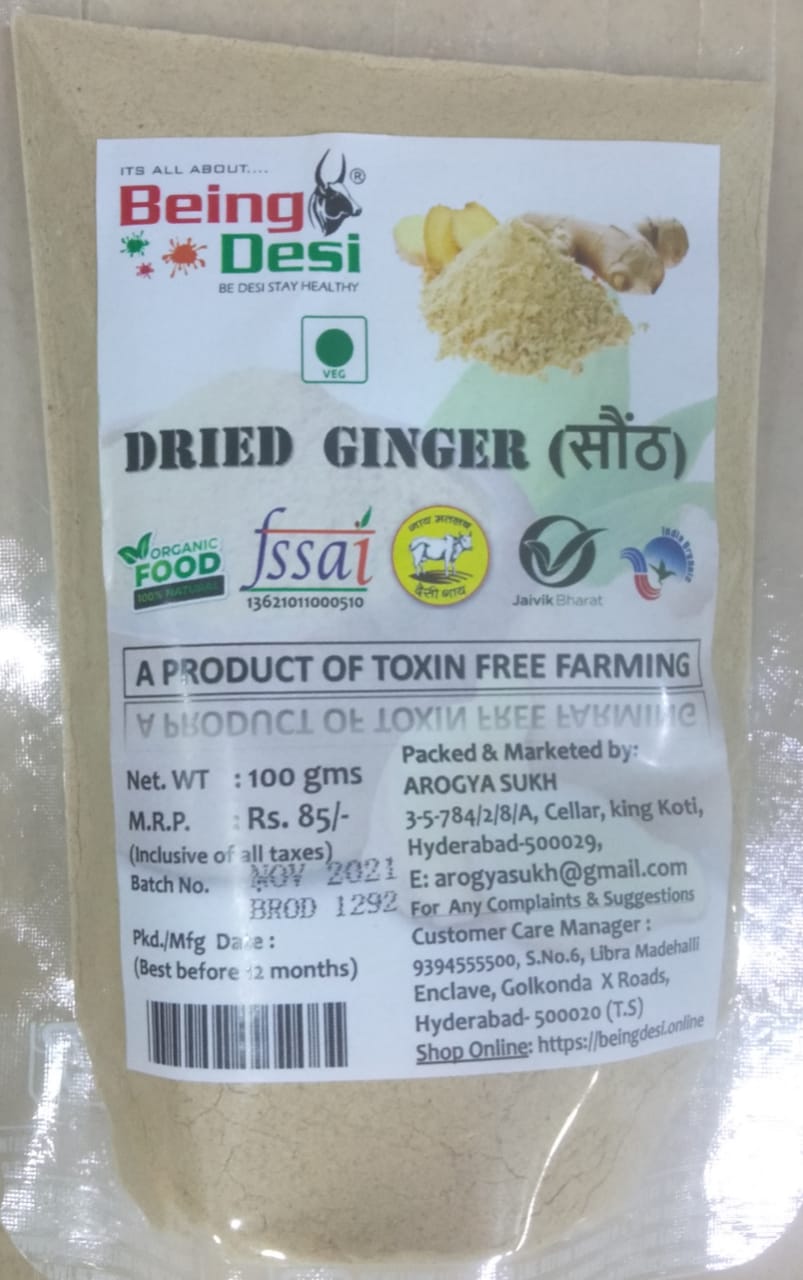 ITS ALL ABOUT....
Being
Desi
®
BE DESI STAY HEALTHY
VEG
DRIED GINGER (सौंठ)
ORGANIC
FOOD
100% NATURAL
fssai
13621011000510
देसी गाय
Jaivik Bharat
India Organic
A PRODUCT OF TOXIN FREE FARMING
Net. WT : 100 gms
M.R.P. : Rs. 85/-
(Inclusive of all taxes)
Batch No. NOV 2021
BROD 1292
Pkd./Mfg Date :
(Best before 12 months)
Packed & Marketed by:
AROGYA SUKH
3-5-784/2/8/A, Cellar, king Koti,
Hyderabad-500029,
E: arogyasukh@gmail.com
For Any Complaints & Suggestions
Customer Care Manager :
9394555500, S.No.6, Libra Madehalli
Enclave, Golkonda X Roads,
Hyderabad- 500020 (T.S)
Shop Online: https://beingdesi.online